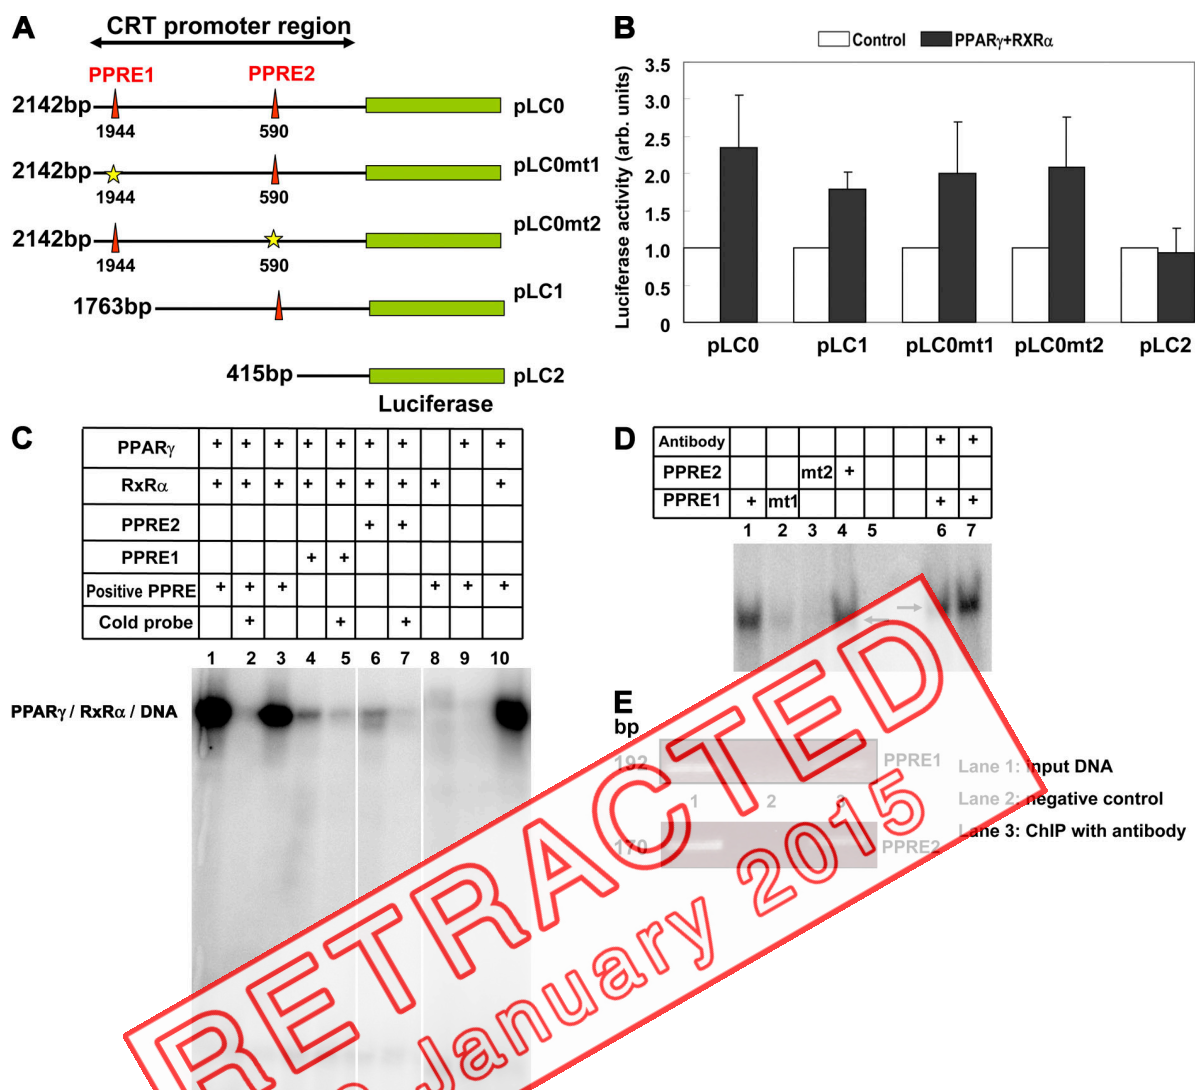 A
CRT promoter region
PPRE1 PPRE2
2142bp pLC0
1944 590
2142bp pLC0mt1
1944 590
2142bp pLC0mt2
1944 590
1763bp pLC1
415bp pLC2
Luciferase
B
Control PPARγ+RXRα
Luciferase activity (arb. units)
3.5
3.0
2.5
2.0
1.5
1.0
0.5
0
pLC0 pLC1 pLC0mt1 pLC0mt2 pLC2
C
PPARγ + + + + + + + + +
RxRα + + + + + + + + +
PPRE2 + +
PPRE1 + +
Positive PPRE + + + + + +
Cold probe + + +
1 2 3 4 5 6 7 8 9 10
PPARγ / RxRα / DNA
D
Antibody + +
PPRE2 mt2 +
PPRE1 + mt1 + +
1 2 3 4 5 6 7
E
bp
192 PPRE1
1 2 3
170 PPRE2
Lane 1: input DNA
Lane 2: negative control
Lane 3: ChIP with antibody
RETRACTED
January 2015